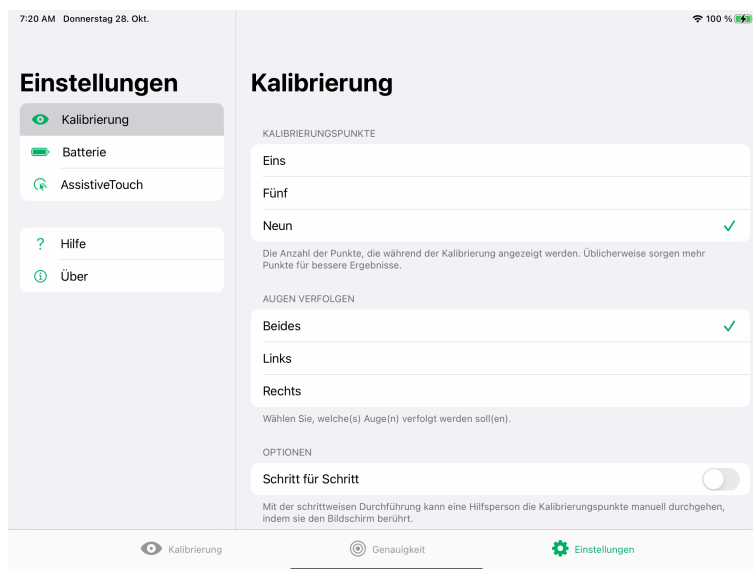 7:20 AM Donnerstag 28. Okt.
100 %
Einstellungen
Kalibrierung
Batterie
AssistiveTouch
Hilfe
Über
Kalibrierung
KALIBRIERUNGSPUNKTE
Eins
Fünf
Neun
Die Anzahl der Punkte, die während der Kalibrierung angezeigt werden. Üblicherweise sorgen mehr
Punkte für bessere Ergebnisse.
AUGEN VERFOLGEN
Beides
Links
Rechts
Wählen Sie, welche(s) Auge(n) verfolgt werden soll(en).
OPTIONEN
Schritt für Schritt
Mit der schrittweisen Durchführung kann eine Hilfsperson die Kalibrierungspunkte manuell durchgehen,
indem sie den Bildschirm berührt.
Kalibrierung
Genauigkeit
Einstellungen